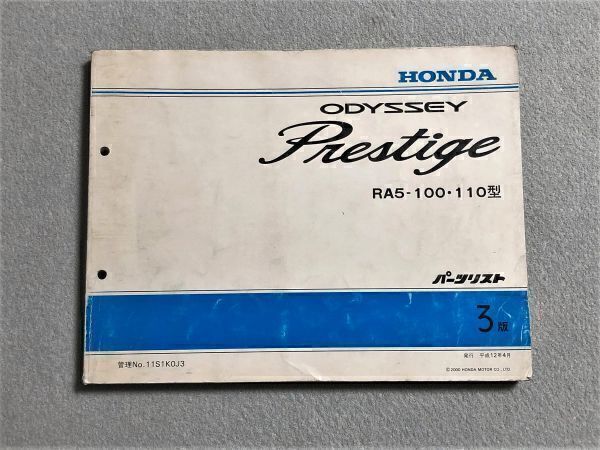 HONDA
ODYSSEY
Prestige
RA5-100・110型
パーツリスト
3版
発行 平成12年4月
管理No.11S1K0J3
©2000 HONDA MOTOR CO., LTD.